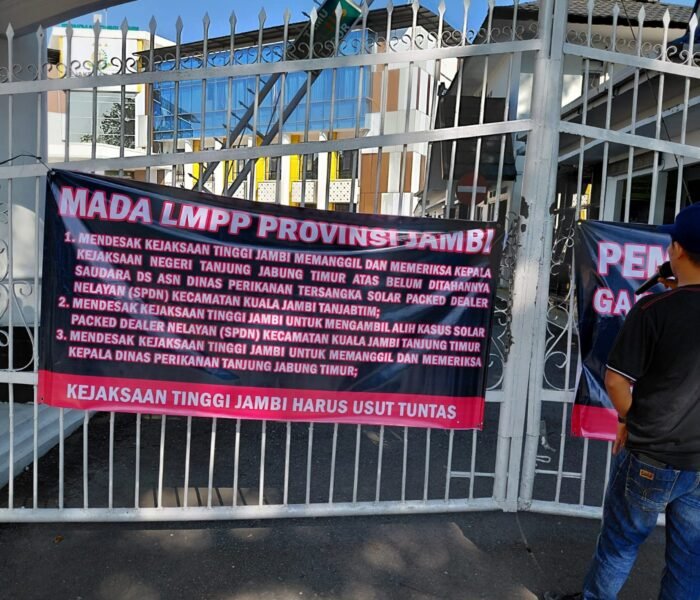 MADA LMPP PROVINSI JAMBI
1. MENDESAK KEJAKSAAN TINGGI JAMBI MEMANGGIL DAN MEMERIKSA KEPALA
KEJAKSAAN NEGERI TANJUNG JABUNG TIMUR ATAS BELUM DITAHANNYA
SAUDARA DS ASN DINAS PERIKANAN TERSANGKA SOLAR PACKED DEALER
NELAYAN (SPDN) KECAMATAN KUALA JAMBI TANJABTIM;
2. MENDESAK KEJAKSAAN TINGGI JAMBI UNTUK MENGAMBIL ALIH KASUS SOLAR
PACKED DEALER NELAYAN (SPDN) KECAMATAN KUALA JAMBI TANJUNG TIMUR
3. MENDESAK KEJAKSAAN TINGGI JAMBI UNTUK MEMANGGIL DAN MEMERIKSA
KEPALA DINAS PERIKANAN TANJUNG JABUNG TIMUR;
KEJAKSAAN TINGGI JAMBI HARUS USUT TUNTAS
PEN
GA